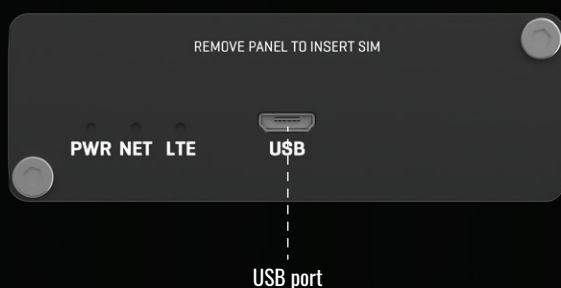 REMOVE PANEL TO INSERT SIM
PWR NET LTE
USB
USB port